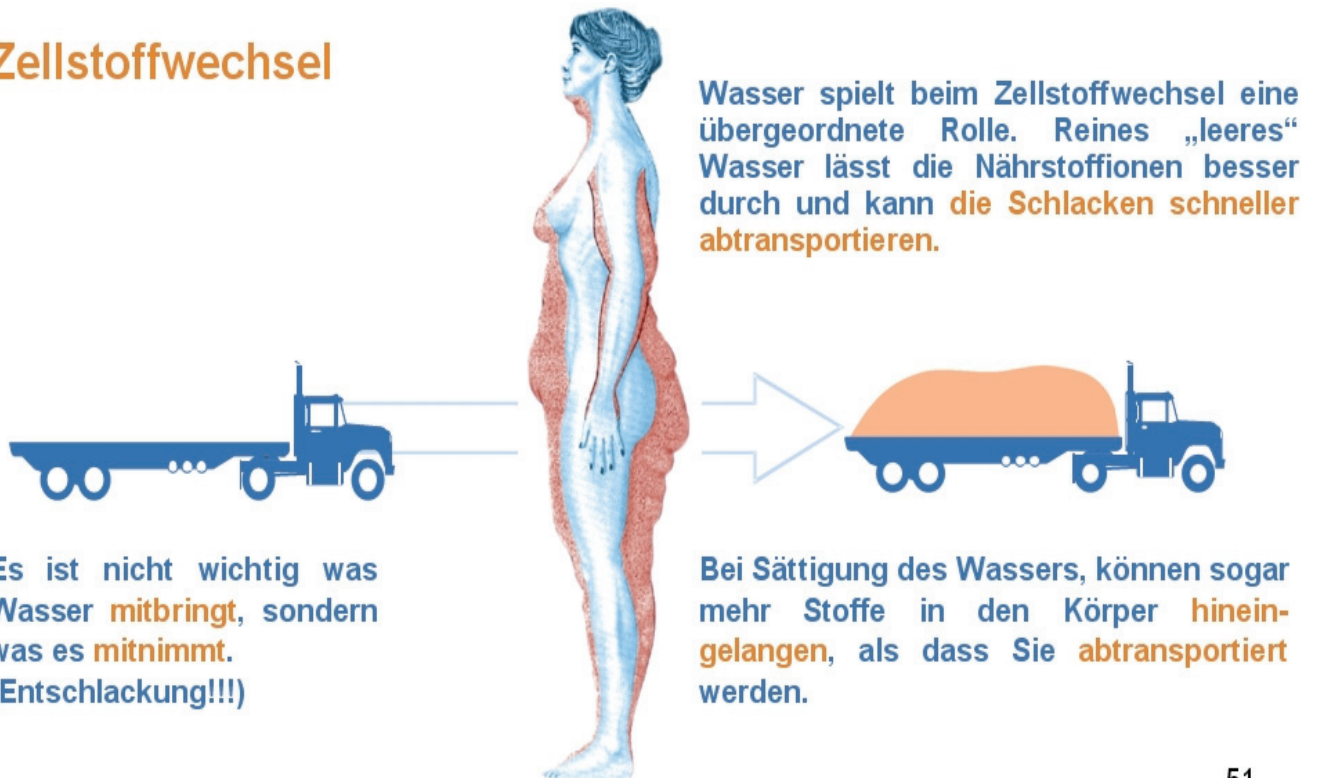 Zellstoffwechsel
Wasser spielt beim Zellstoffwechsel eine
übergeordnete Rolle. Reines „leeres“
Wasser lässt die Nährstoffionen besser
durch und kann die Schlacken schneller
abtransportieren.
Es ist nicht wichtig was
Wasser mitbringt, sondern
was es mitnimmt.
(Entschlackung!!!)
Bei Sättigung des Wassers, können sogar
mehr Stoffe in den Körper hinein-
gelangen, als dass Sie abtransportiert
werden.
51